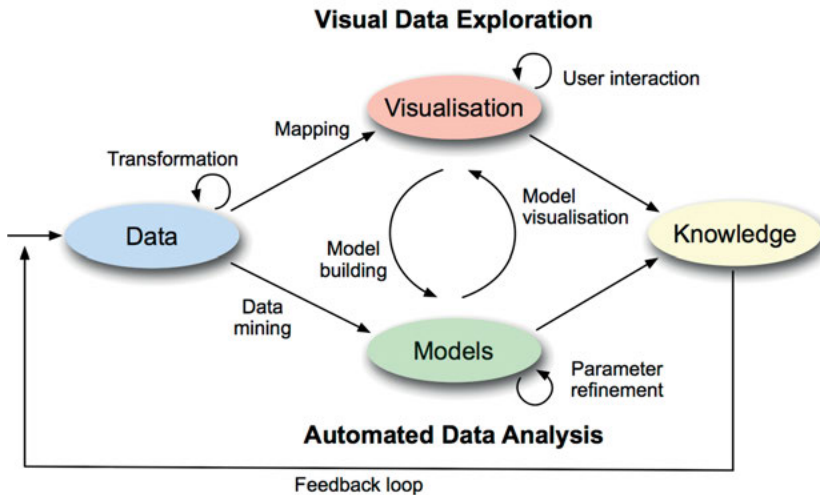 Visual Data Exploration
User interaction
Visualisation
Mapping
Transformation
Model
visualisation
Data
Knowledge
Model
building
Data
mining
Models
Parameter
refinement
Automated Data Analysis
Feedback loop